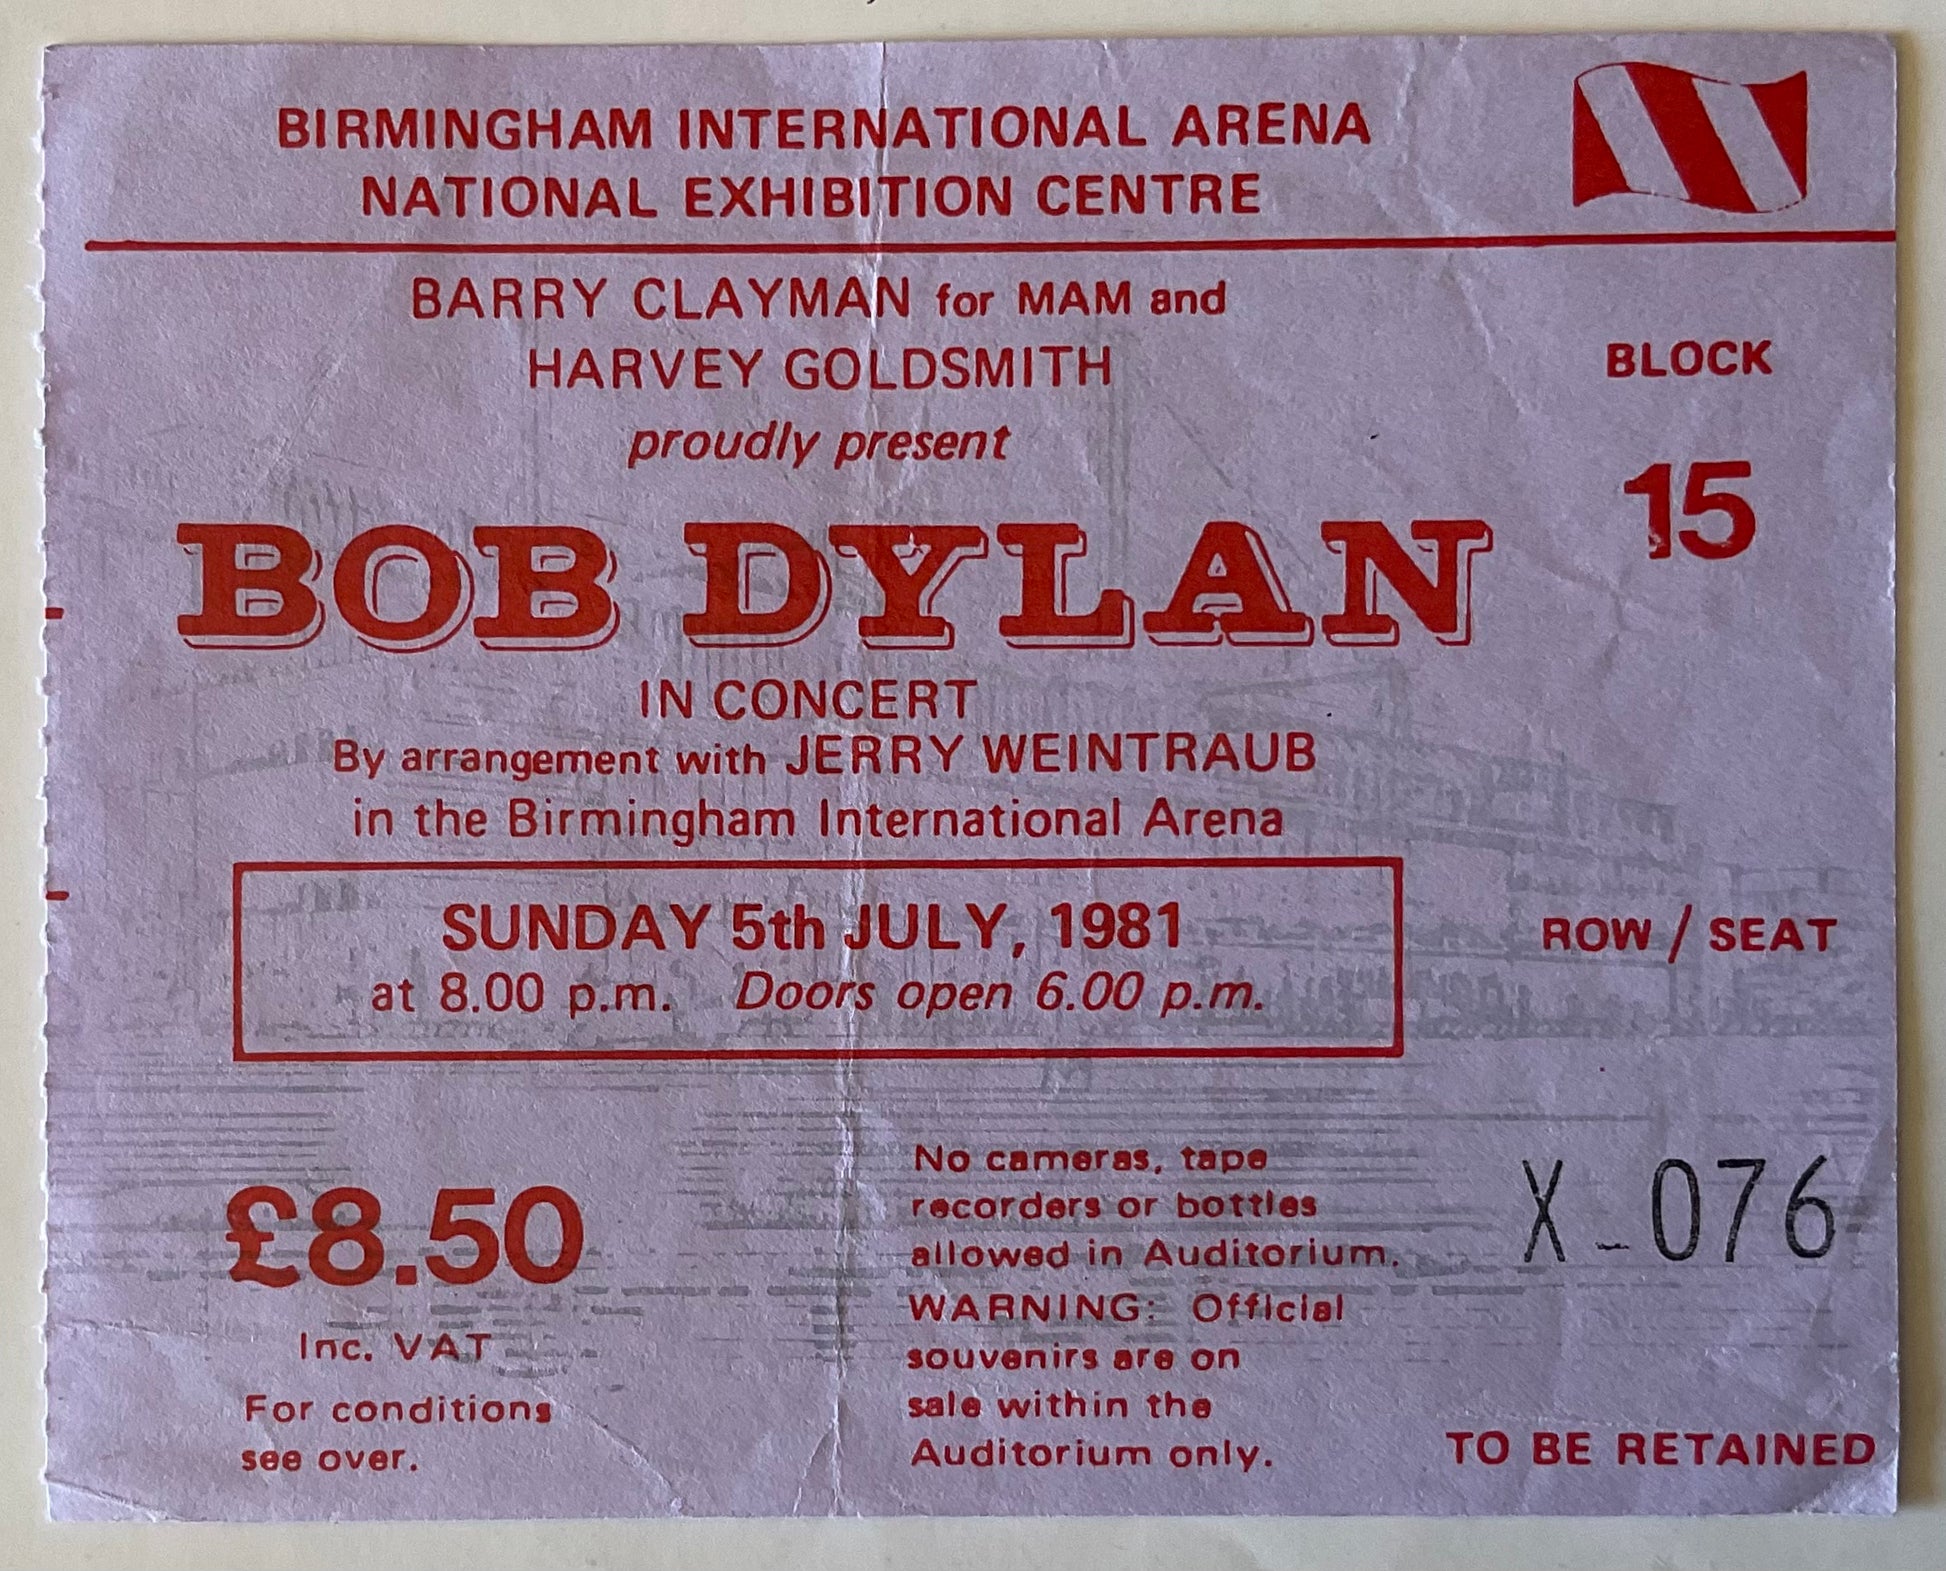 BIRMINGHAM INTERNATIONAL ARENA
NATIONAL EXHIBITION CENTRE
BARRY CLAYMAN for MAM and
HARVEY GOLDSMITH
proudly present
BOB DYLAN
IN CONCERT
By arrangement with JERRY WEINTRAUB
in the Birmingham International Arena
SUNDAY 5th JULY, 1981
at 8.00 p.m. Doors open 6.00 p.m.
£8.50
Inc. VAT
For conditions
see over.
No cameras, tape
recorders or bottles
allowed in Auditorium.
WARNING: Official
souvenirs are on
sale within the
Auditorium only.
BLOCK
15
ROW / SEAT
X - 076
TO BE RETAINED